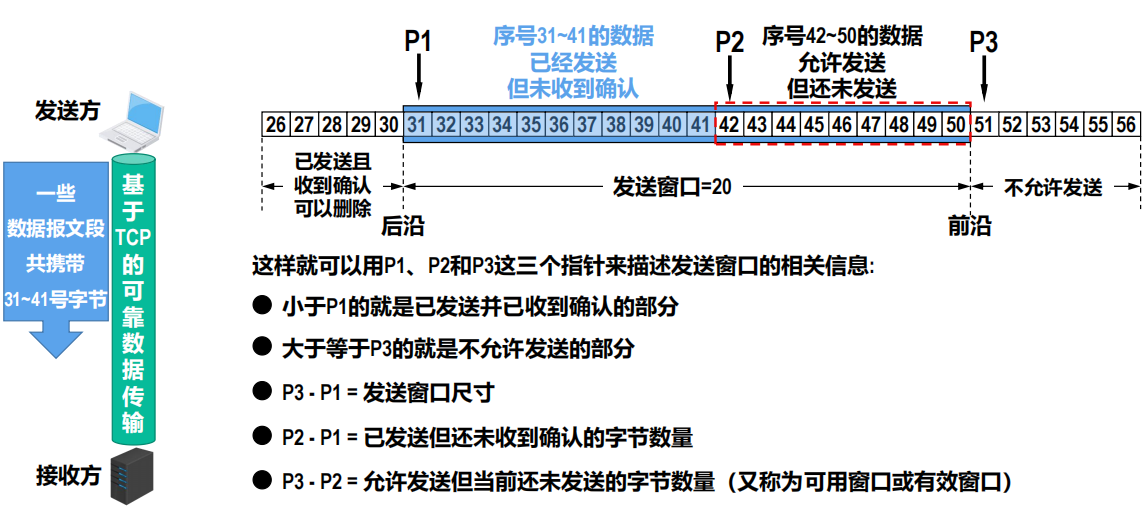 P1
序号31~41的数据
已经发送
但未收到确认
P2
序号42~50的数据
允许发送
但还未发送
P3
发送方
26 27 28 29 30 31 32 33 34 35 36 37 38 39 40 41 42 43 44 45 46 47 48 49 50 51 52 53 54 55 56
已发送且
收到确认
可以删除
发送窗口=20
不允许发送
后沿
前沿
一些
数据报文段
共携带
31~41号字节
基于TCP的可靠数据传输
接收方
这样就可以用P1、P2和P3这三个指针来描述发送窗口的相关信息:
● 小于P1的就是已发送并已收到确认的部分
● 大于等于P3的就是不允许发送的部分
● P3 - P1 = 发送窗口尺寸
● P2 - P1 = 已发送但还未收到确认的字节数量
● P3 - P2 = 允许发送但当前还未发送的字节数量（又称为可用窗口或有效窗口）